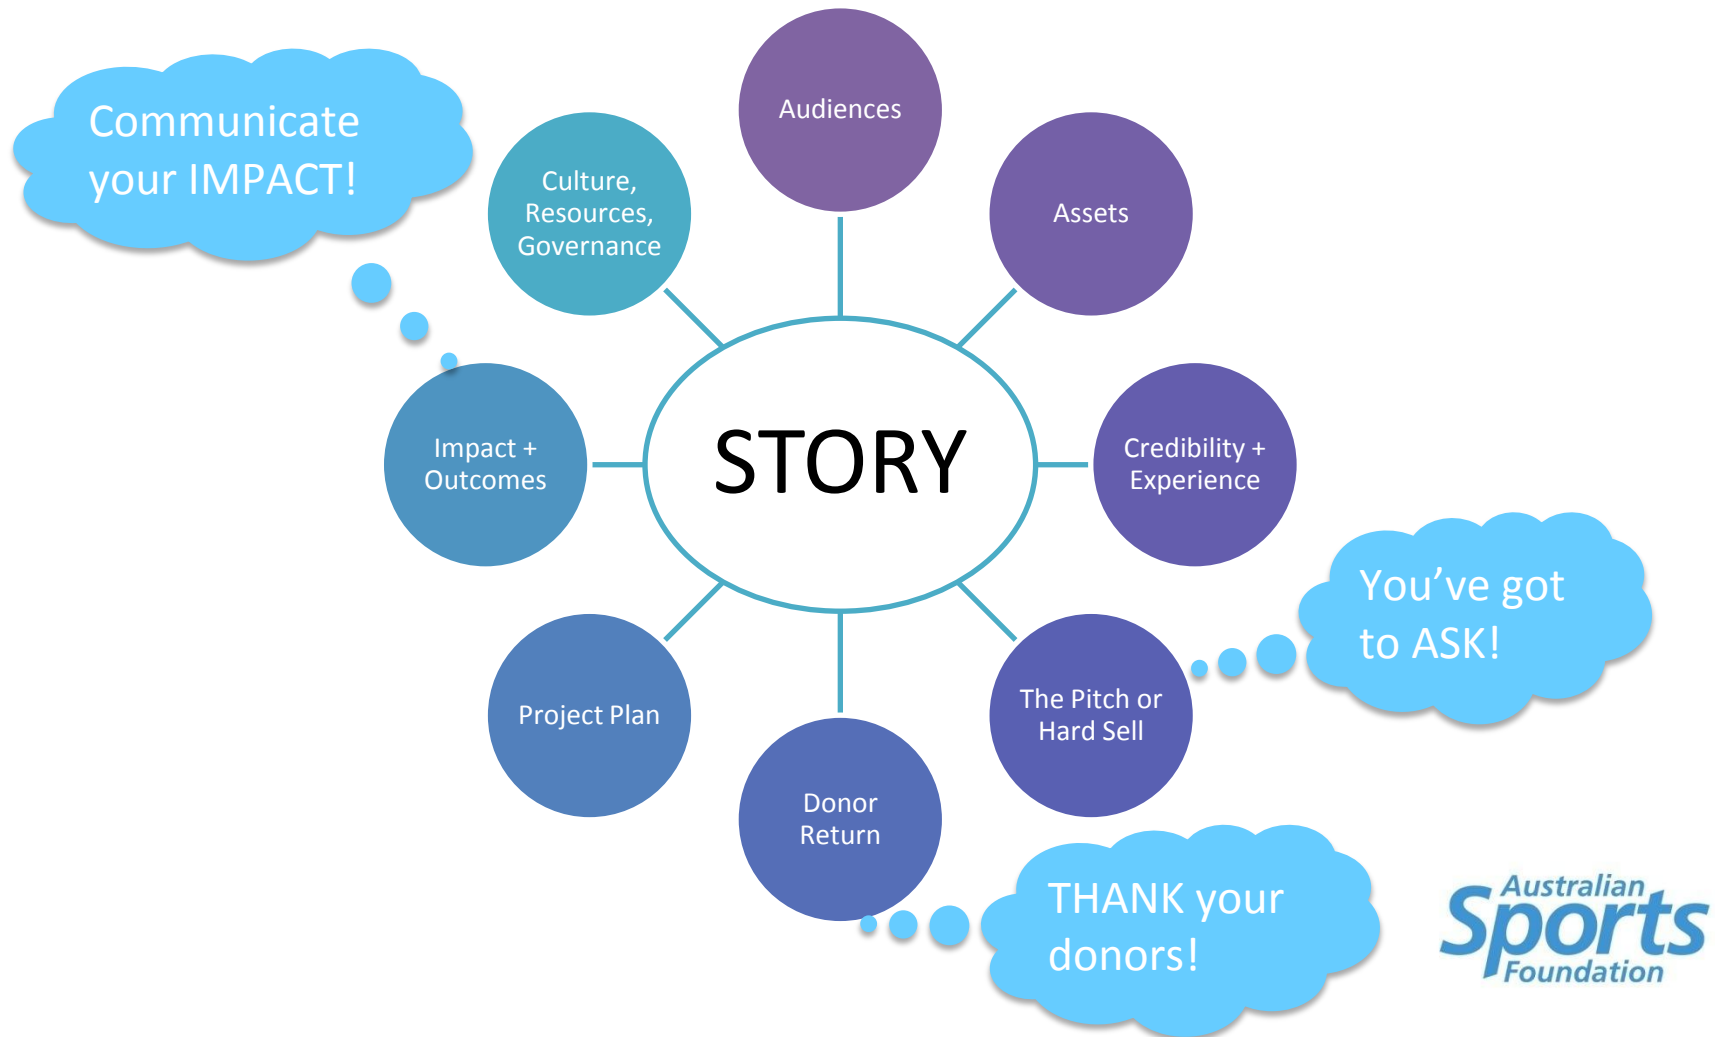 Communicate
your IMPACT!
Audiences
Culture,
Resources,
Governance
Assets
Impact +
Outcomes
STORY
Credibility +
Experience
You’ve got
to ASK!
Project Plan
The Pitch or
Hard Sell
Donor
Return
THANK your
donors!
Australian
Sports
Foundation